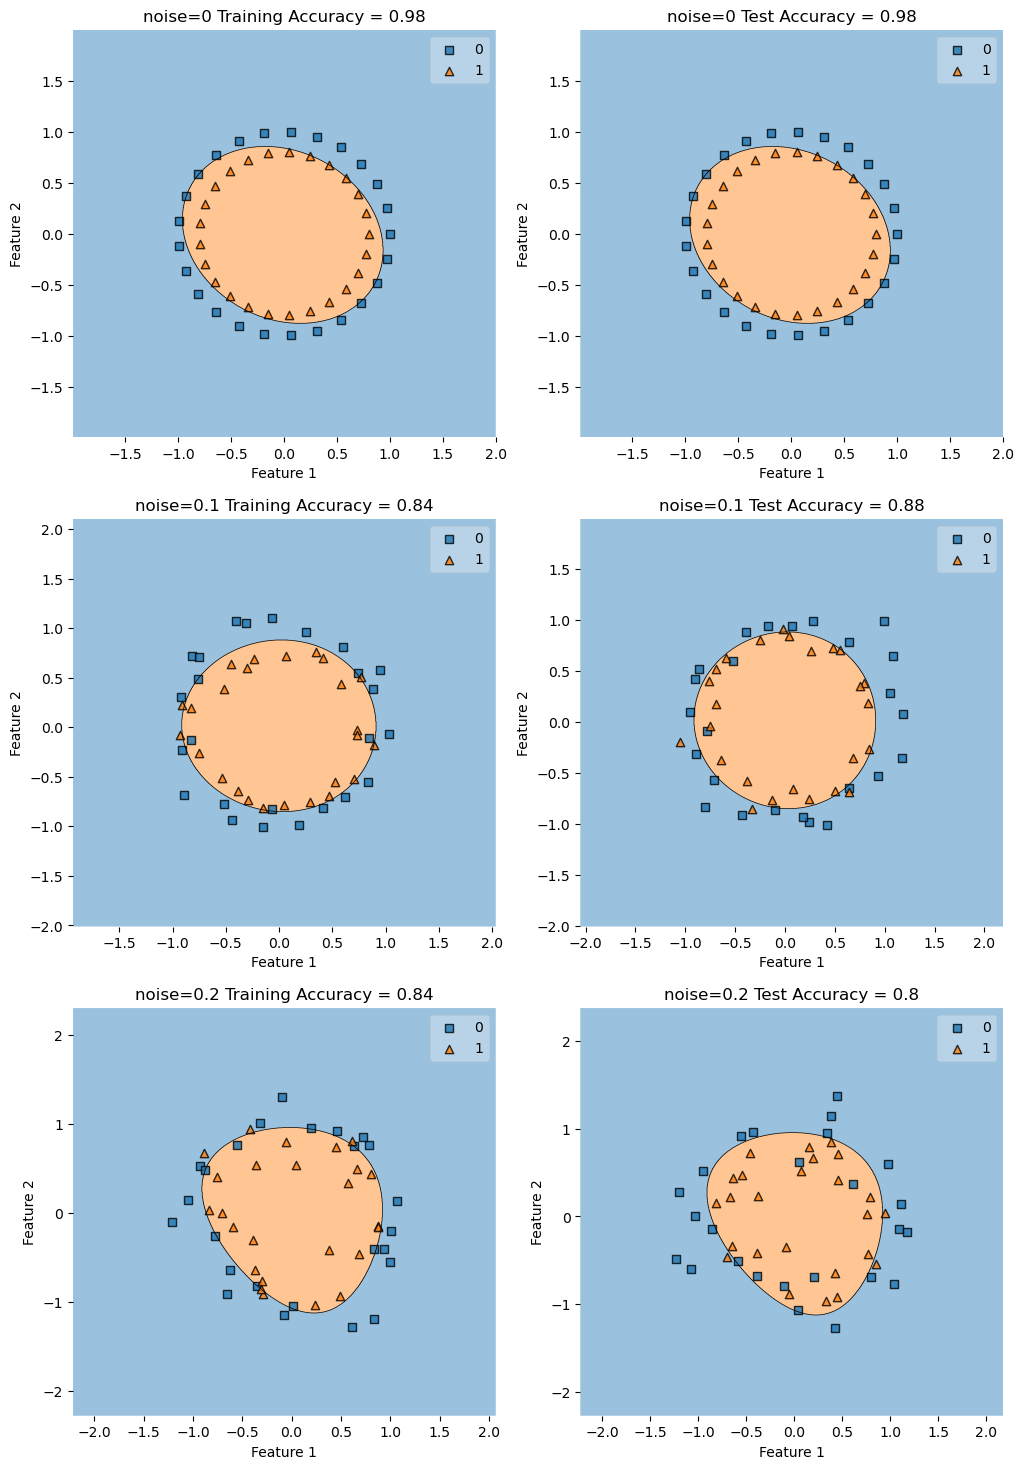 noise=0 Training Accuracy = 0.98
noise=0 Test Accuracy = 0.98
0
1
0
1
1.5
1.0
0.5
0.0
−0.5
−1.0
−1.5
Feature 2
−1.5 −1.0 −0.5 0.0 0.5 1.0 1.5 2.0
Feature 1
1.5
1.0
0.5
0.0
−0.5
−1.0
−1.5
Feature 2
−1.5 −1.0 −0.5 0.0 0.5 1.0 1.5 2.0
Feature 1
noise=0.1 Training Accuracy = 0.84
noise=0.1 Test Accuracy = 0.88
0
1
0
1
2.0
1.5
1.0
0.5
0.0
−0.5
−1.0
−1.5
−2.0
Feature 2
−1.5 −1.0 −0.5 0.0 0.5 1.0 1.5 2.0
Feature 1
1.5
1.0
0.5
0.0
−0.5
−1.0
−1.5
−2.0
Feature 2
−2.0 −1.5 −1.0 −0.5 0.0 0.5 1.0 1.5 2.0
Feature 1
noise=0.2 Training Accuracy = 0.84
noise=0.2 Test Accuracy = 0.8
0
1
0
1
2
1
0
−1
−2
Feature 2
−2.0 −1.5 −1.0 −0.5 0.0 0.5 1.0 1.5 2.0
Feature 1
2
1
0
−1
−2
Feature 2
−2.0 −1.5 −1.0 −0.5 0.0 0.5 1.0 1.5 2.0
Feature 1